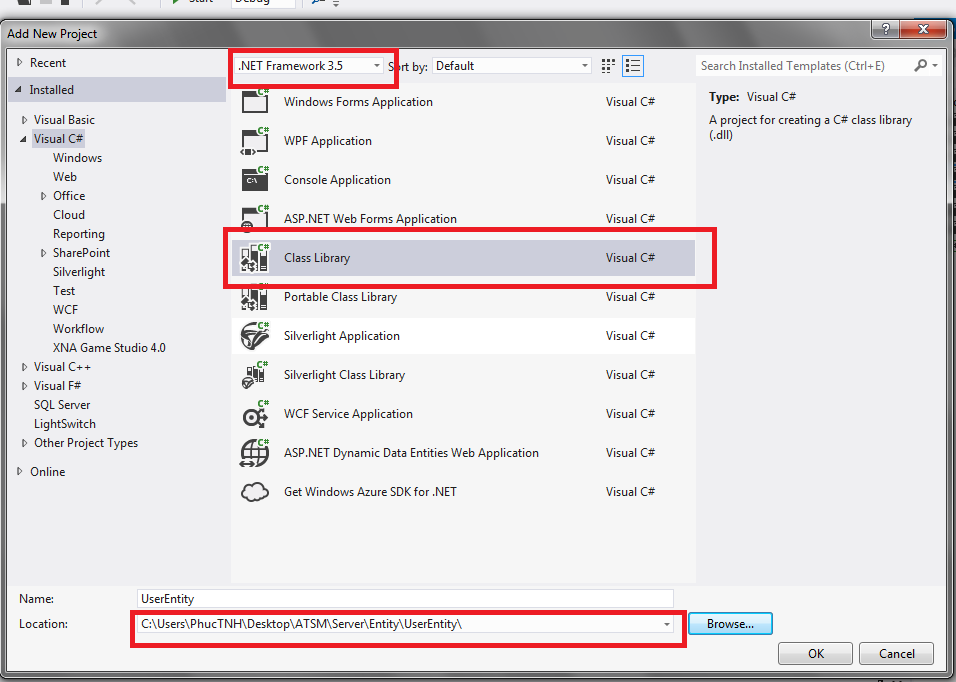 Start
Debug
Add New Project
?
Recent
.NET Framework 3.5
Sort by:
Default
Search Installed Templates (Ctrl+E)
Installed
Visual Basic
Visual C#
Windows
Web
Office
Cloud
Reporting
SharePoint
Silverlight
Test
WCF
Workflow
XNA Game Studio 4.0
Visual C++
Visual F#
SQL Server
LightSwitch
Other Project Types
Online
Windows Forms Application Visual C#
WPF Application Visual C#
Console Application Visual C#
ASP.NET Web Forms Application Visual C#
Class Library Visual C#
Portable Class Library Visual C#
Silverlight Application Visual C#
Silverlight Class Library Visual C#
WCF Service Application Visual C#
ASP.NET Dynamic Data Entities Web Application Visual C#
Get Windows Azure SDK for .NET Visual C#
Type: Visual C#
A project for creating a C# class library
(.dll)
Name: UserEntity
Location: C:\Users\PhucTNH\Desktop\ATSM\Server\Entity\UserEntity\
Browse...
OK
Cancel